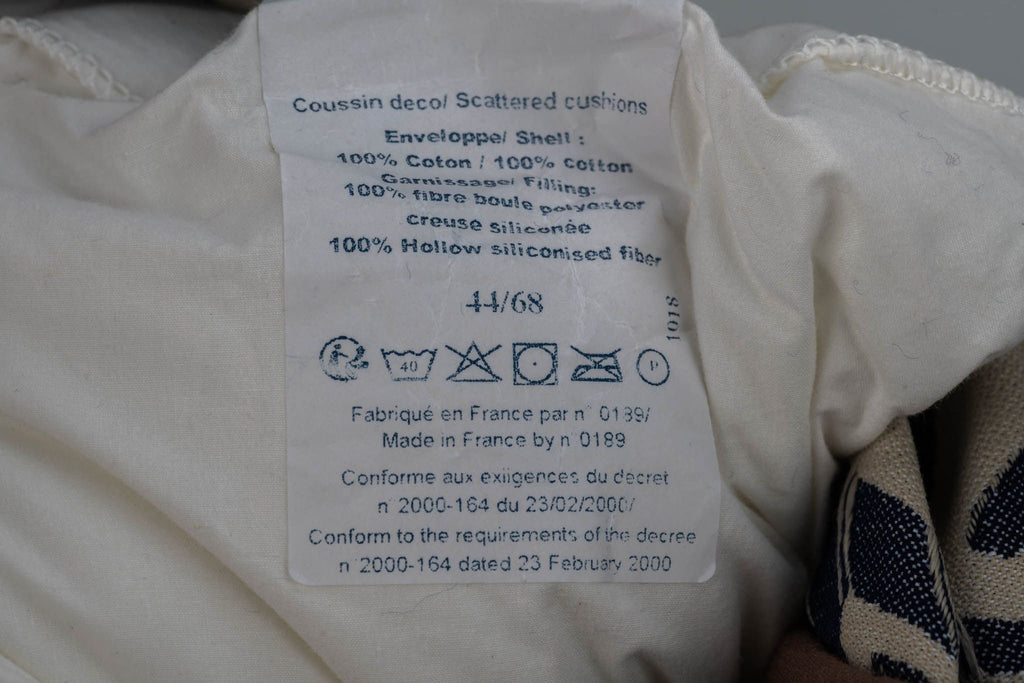 Coussin deco/ Scattered cushions
Enveloppe/ Shell :
100% Coton / 100% cotton
Garnissage/ Filling:
100% fibre boule polyester
creuse siliconée
100% Hollow siliconised fiber
44/68
1018
40
P
Fabriqué en France par n° 0189/
Made in France by n°0189
Conforme aux exiigences du decret
n°2000-164 du 23/02/2000/
Conform to the requirements of the decree
n°2000-164 dated 23 February 2000